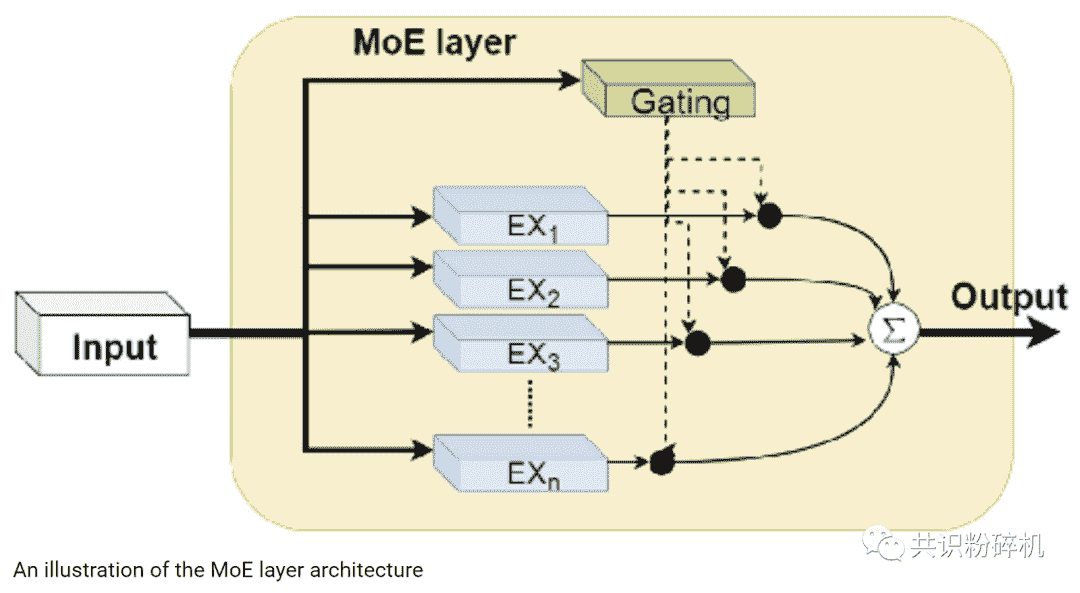 MoE layer
Gating
EX₁
EX₂
Input
Output
Σ
EX₃
EXₙ
共识粉碎机
An illustration of the MoE layer architecture